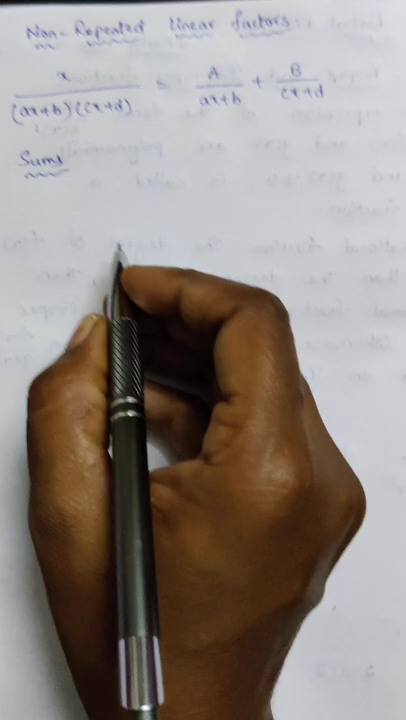 Non-Repeated linear factors
x / (ax+b)(cx+d) = A / ax+b + B / cx+d
Sums